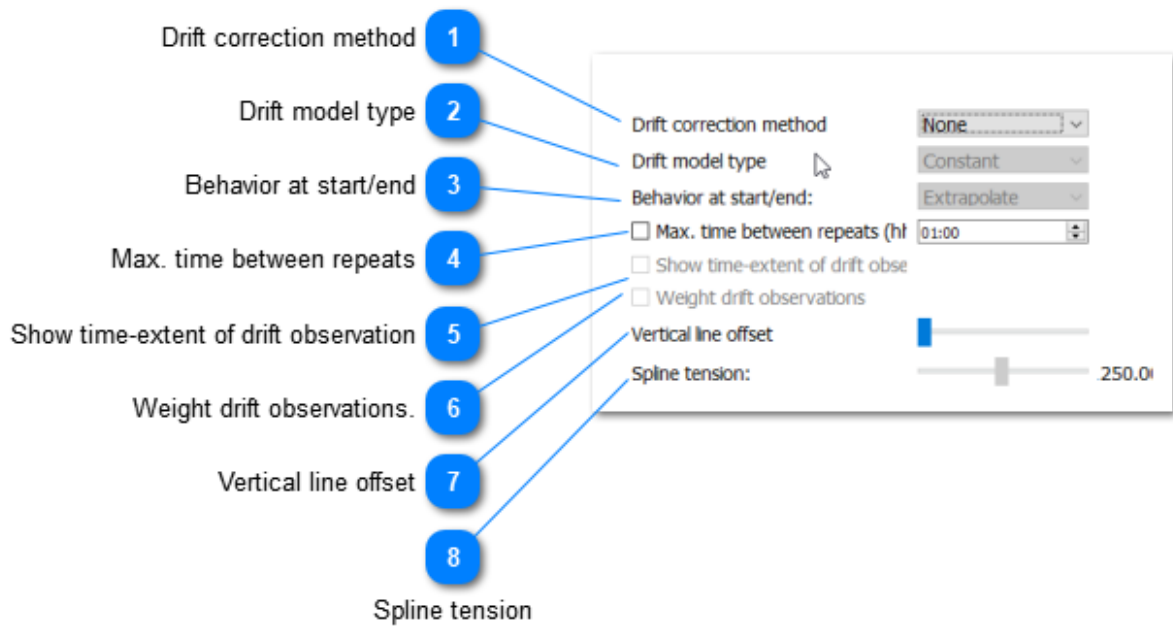 Drift correction method 1
Drift model type 2
Behavior at start/end 3
Max. time between repeats 4
Show time-extent of drift observation 5
Weight drift observations. 6
Vertical line offset 7
8
Spline tension
Drift correction method None
Drift model type Constant
Behavior at start/end: Extrapolate
Max. time between repeats (hh 01:00
Show time-extent of drift obse
Weight drift observations
Vertical line offset
Spline tension: .250.0